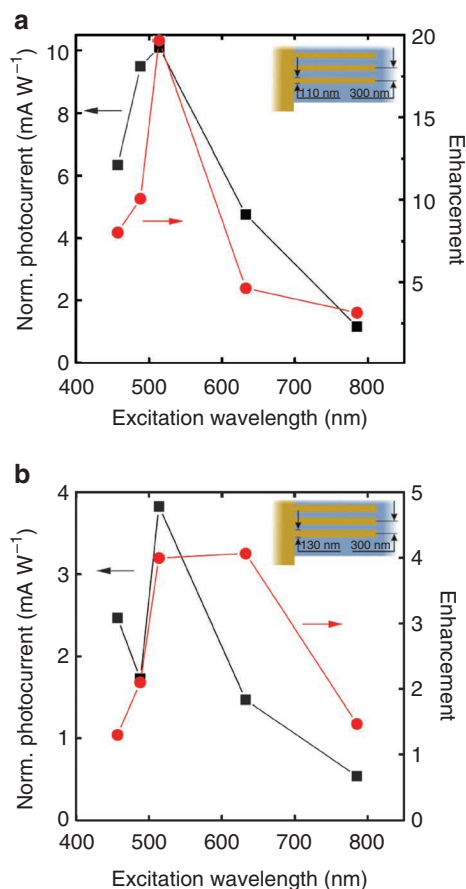 a
10
8
6
4
2
0
Norm. photocurrent (mA W⁻¹)
20
15
10
5
0
Enhancement
110 nm 300 nm
400 500 600 700 800
Excitation wavelength (nm)
b
4
3
2
1
0
Norm. photocurrent (mA W⁻¹)
5
4
3
2
1
0
Enhancement
130 nm 300 nm
400 500 600 700 800
Excitation wavelength (nm)